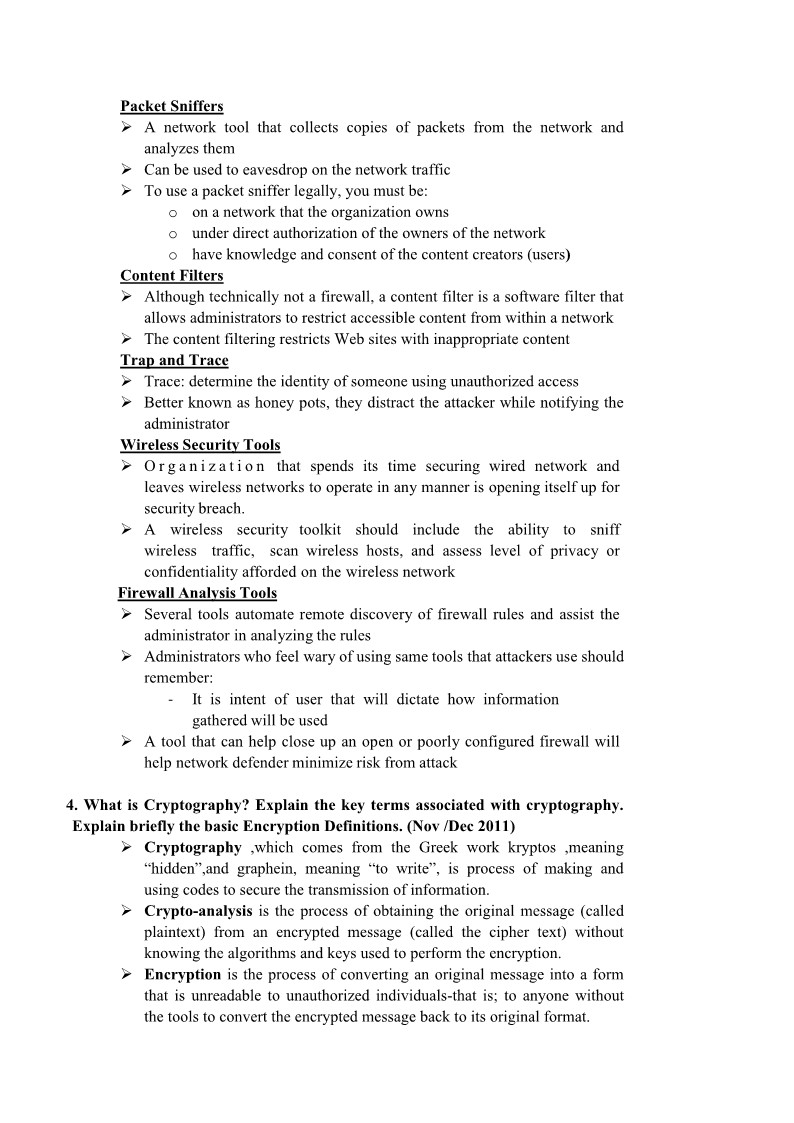 Packet Sniffers
➢ A network tool that collects copies of packets from the network and
analyzes them
➢ Can be used to eavesdrop on the network traffic
➢ To use a packet sniffer legally, you must be:
o on a network that the organization owns
o under direct authorization of the owners of the network
o have knowledge and consent of the content creators (users)
Content Filters
➢ Although technically not a firewall, a content filter is a software filter that
allows administrators to restrict accessible content from within a network
➢ The content filtering restricts Web sites with inappropriate content
Trap and Trace
➢ Trace: determine the identity of someone using unauthorized access
➢ Better known as honey pots, they distract the attacker while notifying the
administrator
Wireless Security Tools
➢ O r g a n i z a t i o n that spends its time securing wired network and
leaves wireless networks to operate in any manner is opening itself up for
security breach.
➢ A wireless security toolkit should include the ability to sniff
wireless traffic, scan wireless hosts, and assess level of privacy or
confidentiality afforded on the wireless network
Firewall Analysis Tools
➢ Several tools automate remote discovery of firewall rules and assist the
administrator in analyzing the rules
➢ Administrators who feel wary of using same tools that attackers use should
remember:
- It is intent of user that will dictate how information
gathered will be used
➢ A tool that can help close up an open or poorly configured firewall will
help network defender minimize risk from attack
4. What is Cryptography? Explain the key terms associated with cryptography.
Explain briefly the basic Encryption Definitions. (Nov /Dec 2011)
➢ Cryptography ,which comes from the Greek work kryptos ,meaning
“hidden”,and graphein, meaning “to write”, is process of making and
using codes to secure the transmission of information.
➢ Crypto-analysis is the process of obtaining the original message (called
plaintext) from an encrypted message (called the cipher text) without
knowing the algorithms and keys used to perform the encryption.
➢ Encryption is the process of converting an original message into a form
that is unreadable to unauthorized individuals-that is; to anyone without
the tools to convert the encrypted message back to its original format.